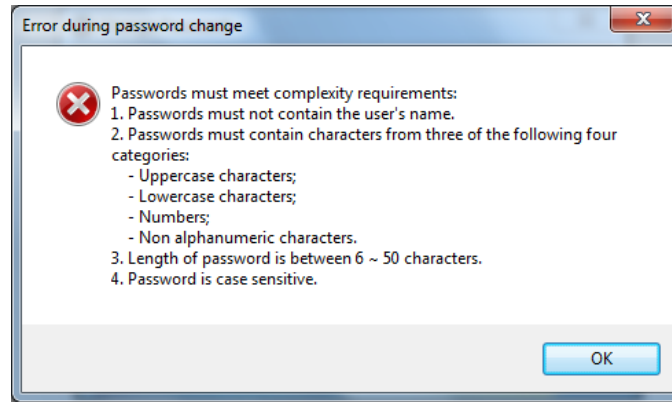 Error during password change
Passwords must meet complexity requirements:
1. Passwords must not contain the user's name.
2. Passwords must contain characters from three of the following four
categories:
- Uppercase characters;
- Lowercase characters;
- Numbers;
- Non alphanumeric characters.
3. Length of password is between 6 ~ 50 characters.
4. Password is case sensitive.
OK